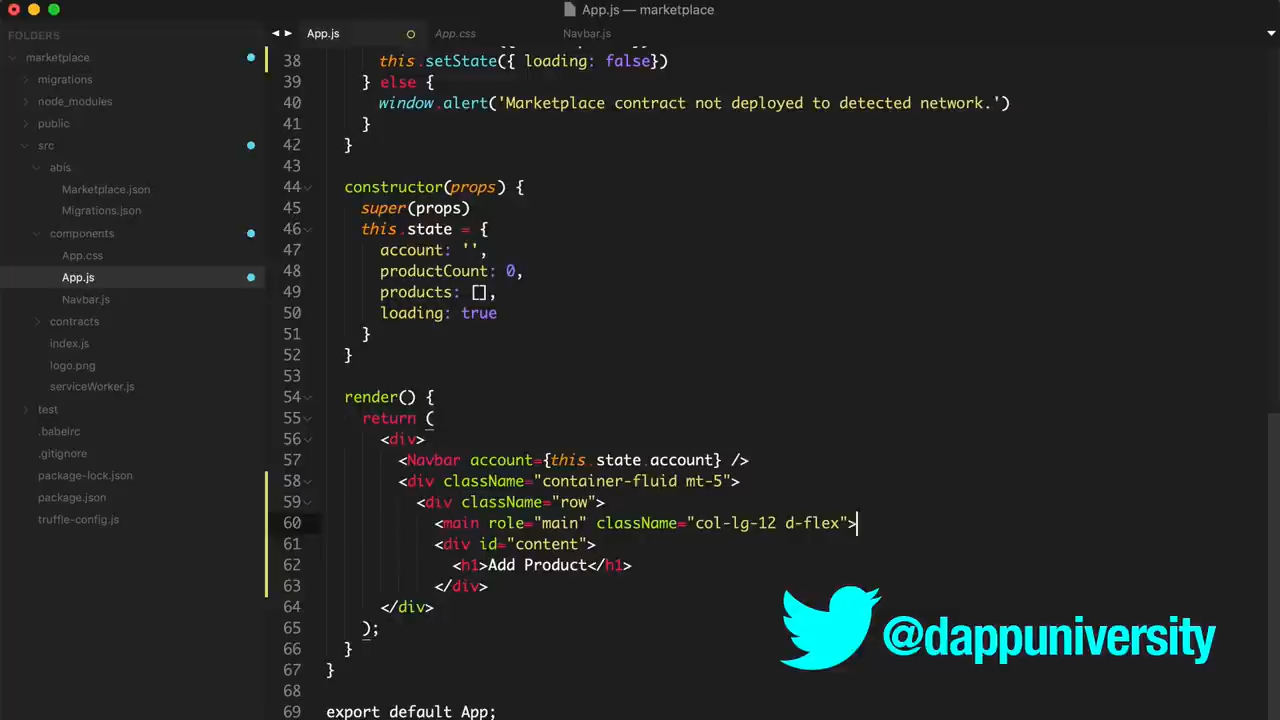 App.js — marketplace
FOLDERS
marketplace
migrations
node_modules
public
src
abis
Marketplace.json
Migrations.json
components
App.css
App.js
Navbar.js
contracts
index.js
logo.png
serviceWorker.js
test
.babelrc
.gitignore
package-lock.json
package.json
truffle-config.js
App.js
App.css
Navbar.js
38 this.setState({ loading: false})
39 } else {
40 window.alert('Marketplace contract not deployed to detected network.')
41 }
42 }
43
44 constructor(props) {
45 super(props)
46 this.state = {
47 account: '',
48 productCount: 0,
49 products: [],
50 loading: true
51 }
52 }
53
54 render() {
55 return (
56 <div>
57 <Navbar account={this.state.account} />
58 <div className="container-fluid mt-5">
59 <div className="row">
60 <main role="main" className="col-lg-12 d-flex">
61 <div id="content">
62 <h1>Add Product</h1>
63 </div>
64 </div>
65 );
66 }
67 }
68
69 export default App;
@dappuniversity